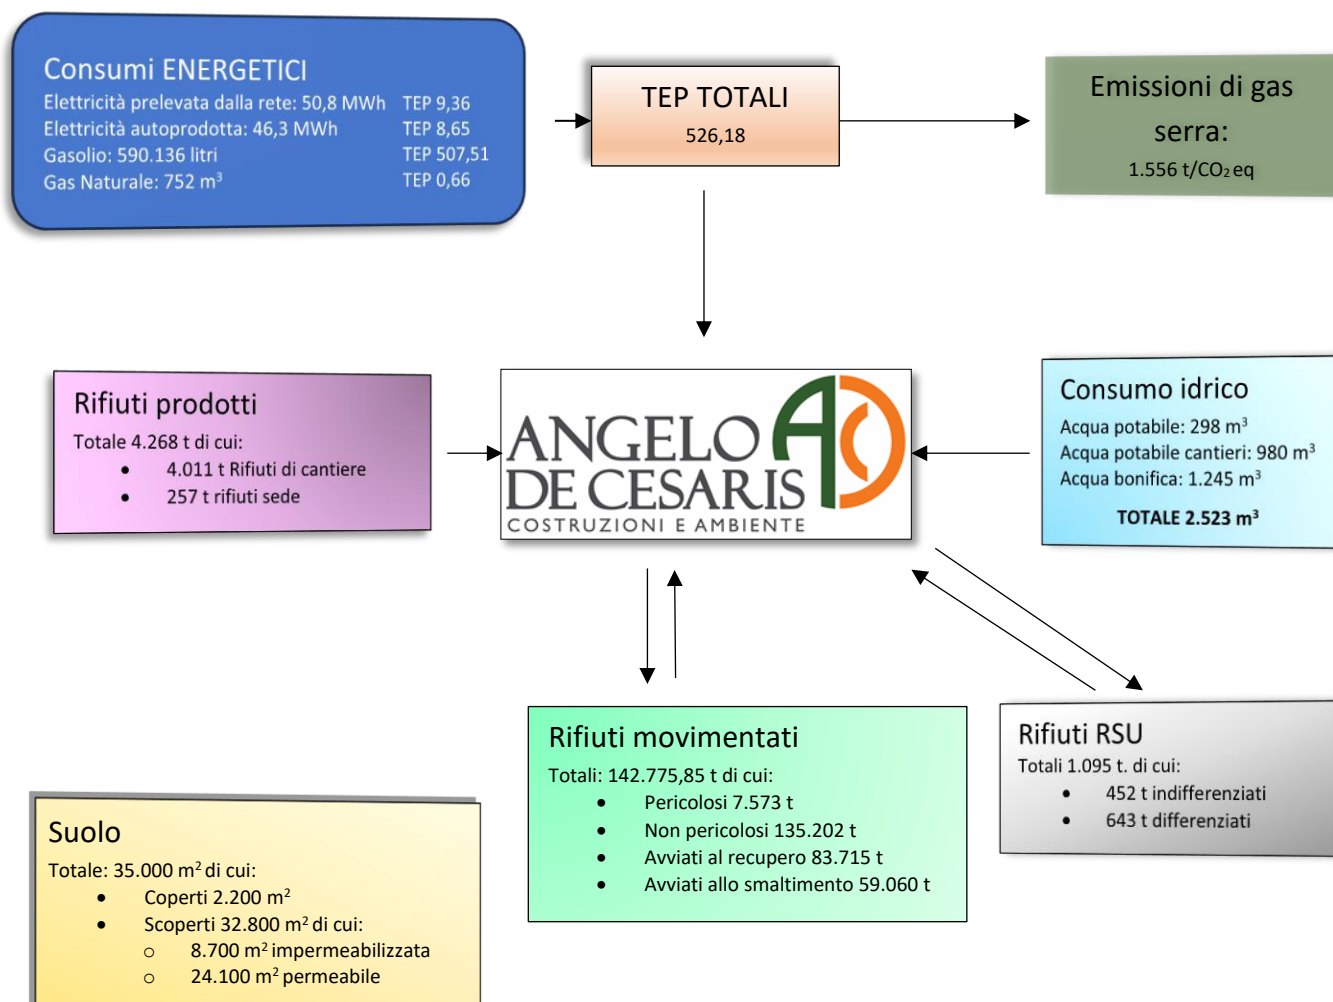 Consumi ENERGETICI
Elettricità prelevata dalla rete: 50,8 MWh TEP 9,36
Elettricità autoprodotta: 46,3 MWh TEP 8,65
Gasolio: 590.136 litri TEP 507,51
Gas Naturale: 752 m³ TEP 0,66
TEP TOTALI
526,18
Emissioni di gas
serra:
1.556 t/CO₂ eq
Rifiuti prodotti
Totale 4.268 t di cui:
• 4.011 t Rifiuti di cantiere
• 257 t rifiuti sede
ANGELO
DE CESARIS
COSTRUZIONI E AMBIENTE
Consumo idrico
Acqua potabile: 298 m³
Acqua potabile cantieri: 980 m³
Acqua bonifica: 1.245 m³
TOTALE 2.523 m³
Rifiuti movimentati
Totali: 142.775,85 t di cui:
• Pericolosi 7.573 t
• Non pericolosi 135.202 t
• Avviati al recupero 83.715 t
• Avviati allo smaltimento 59.060 t
Rifiuti RSU
Totali 1.095 t. di cui:
• 452 t indifferenziati
• 643 t differenziati
Suolo
Totale: 35.000 m² di cui:
• Coperti 2.200 m²
• Scoperti 32.800 m² di cui:
o 8.700 m² impermeabilizzata
o 24.100 m² permeabile